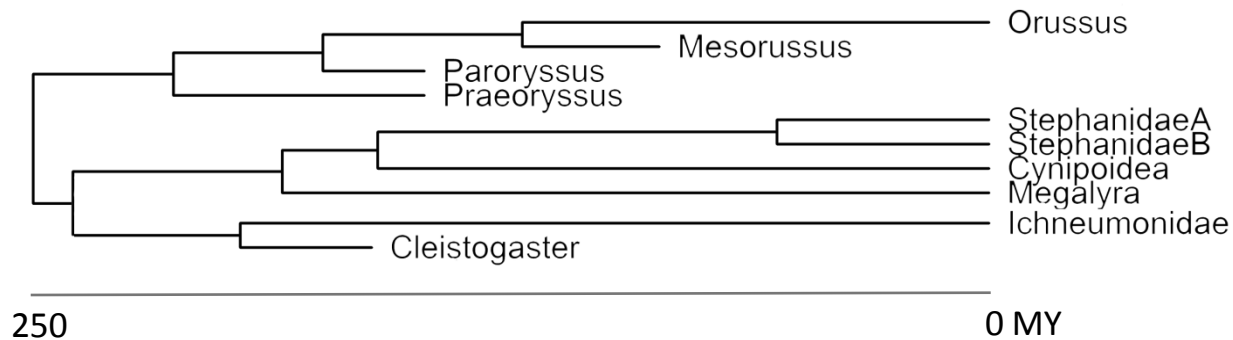 Orussus
Mesorussus
Paroryssus
Praeoryssus
StephanidaeA
StephanidaeB
Cynipoidea
Megalyra
Ichneumonidae
Cleistogaster
250 0 MY